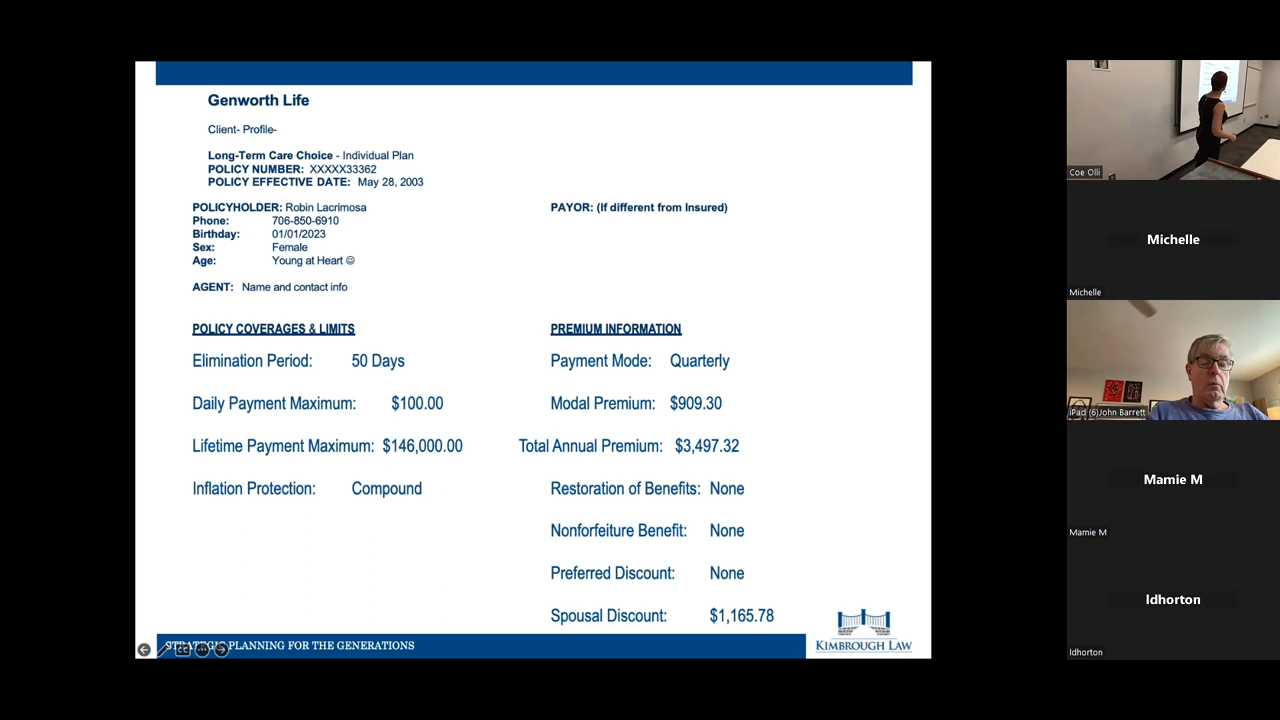 Genworth Life
Client- Profile-
Long-Term Care Choice - Individual Plan
POLICY NUMBER: XXXXX33362
POLICY EFFECTIVE DATE: May 28, 2003
POLICYHOLDER: Robin Lacrimosa
PAYOR: (If different from Insured)
Phone: 706-850-6910
Birthday: 01/01/2023
Sex: Female
Age: Young at Heart ☺
AGENT: Name and contact info
POLICY COVERAGES & LIMITS
Elimination Period: 50 Days
Daily Payment Maximum: $100.00
Lifetime Payment Maximum: $146,000.00
Inflation Protection: Compound
PREMIUM INFORMATION
Payment Mode: Quarterly
Modal Premium: $909.30
Total Annual Premium: $3,497.32
Restoration of Benefits: None
Nonforfeiture Benefit: None
Preferred Discount: None
Spousal Discount: $1,165.78
STRATEGIC PLANNING FOR THE GENERATIONS
KIMBROUGH LAW
Coe Olli
Michelle
Michelle
iPad (6)John Barrett
Mamie M
Mamie M
ldhorton
ldhorton